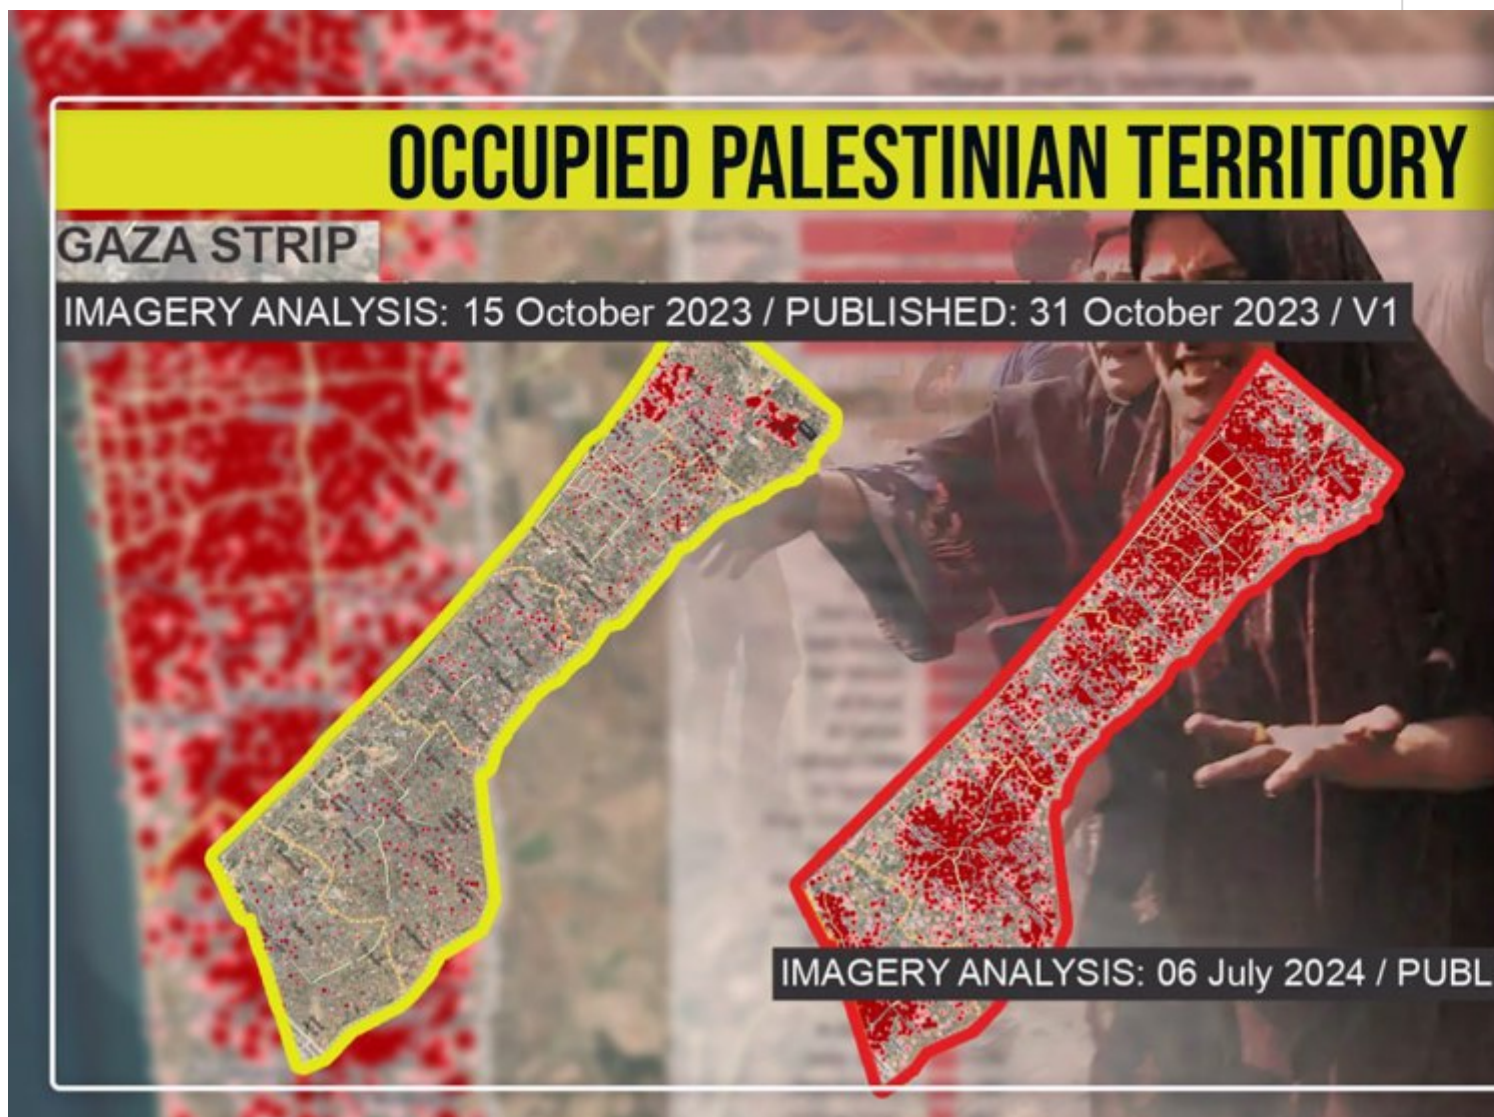 OCCUPIED PALESTINIAN TERRITORY
GAZA STRIP
IMAGERY ANALYSIS: 15 October 2023 / PUBLISHED: 31 October 2023 / V1
IMAGERY ANALYSIS: 06 July 2024 / PUBL